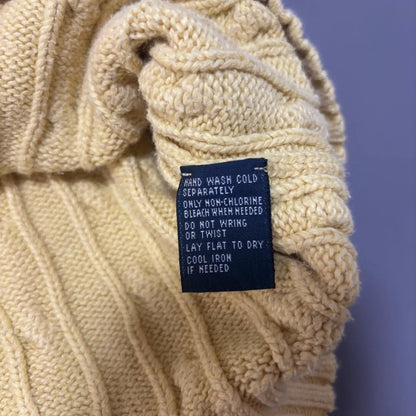 HAND WASH COLD
SEPARATELY
ONLY NON-CHLORINE
BLEACH WHEN NEEDED
DO NOT WRING
OR TWIST
LAY FLAT TO DRY
COOL IRON
IF NEEDED